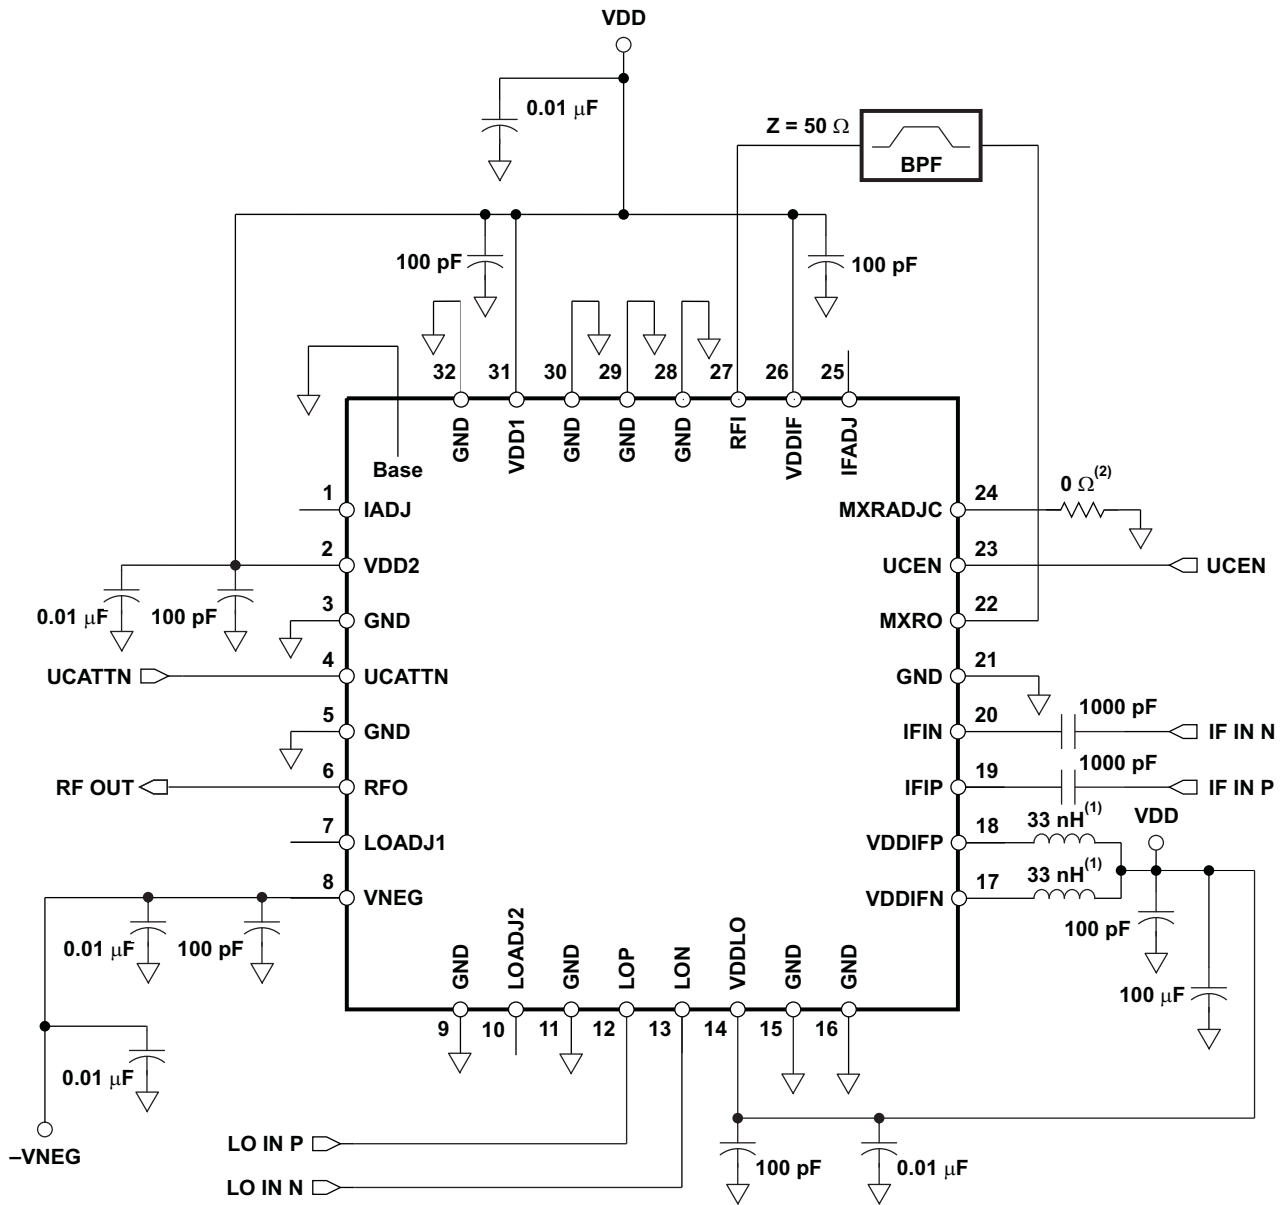 VDD
0.01 μF
Z = 50 Ω
BPF
100 pF
100 pF
32
31
30
29
28
27
26
25
GND
VDD1
GND
GND
GND
RFI
VDDIF
IFADJ
Base
1
IADJ
2
VDD2
0.01 μF
100 pF
3
GND
4
UCATTN
UCATTN
5
GND
6
RF OUT
RFO
7
LOADJ1
8
VNEG
0.01 μF
100 pF
0.01 μF
–VNEG
MXRADJC
24
0 Ω(2)
UCEN
23
UCEN
MXRO
22
GND
21
IFIN
20
1000 pF
IF IN N
IFIP
19
1000 pF
IF IN P
VDDIFP
18
33 nH(1)
VDD
VDDIFN
17
33 nH(1)
100 pF
100 μF
GND
LOADJ2
GND
LOP
LON
VDDLO
GND
GND
9
10
11
12
13
14
15
16
LO IN P
LO IN N
100 pF
0.01 μF